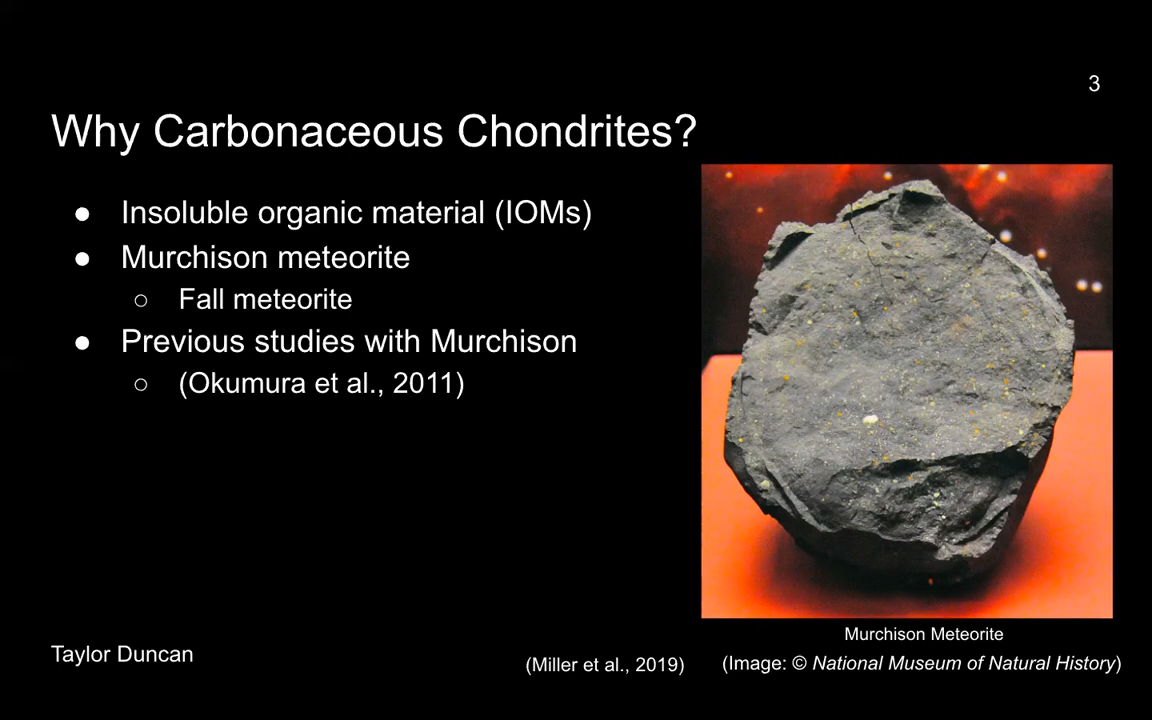 3
Why Carbonaceous Chondrites?
● Insoluble organic material (IOMs)
● Murchison meteorite
○ Fall meteorite
● Previous studies with Murchison
○ (Okumura et al., 2011)
Murchison Meteorite
Taylor Duncan
(Miller et al., 2019)
(Image: © National Museum of Natural History)